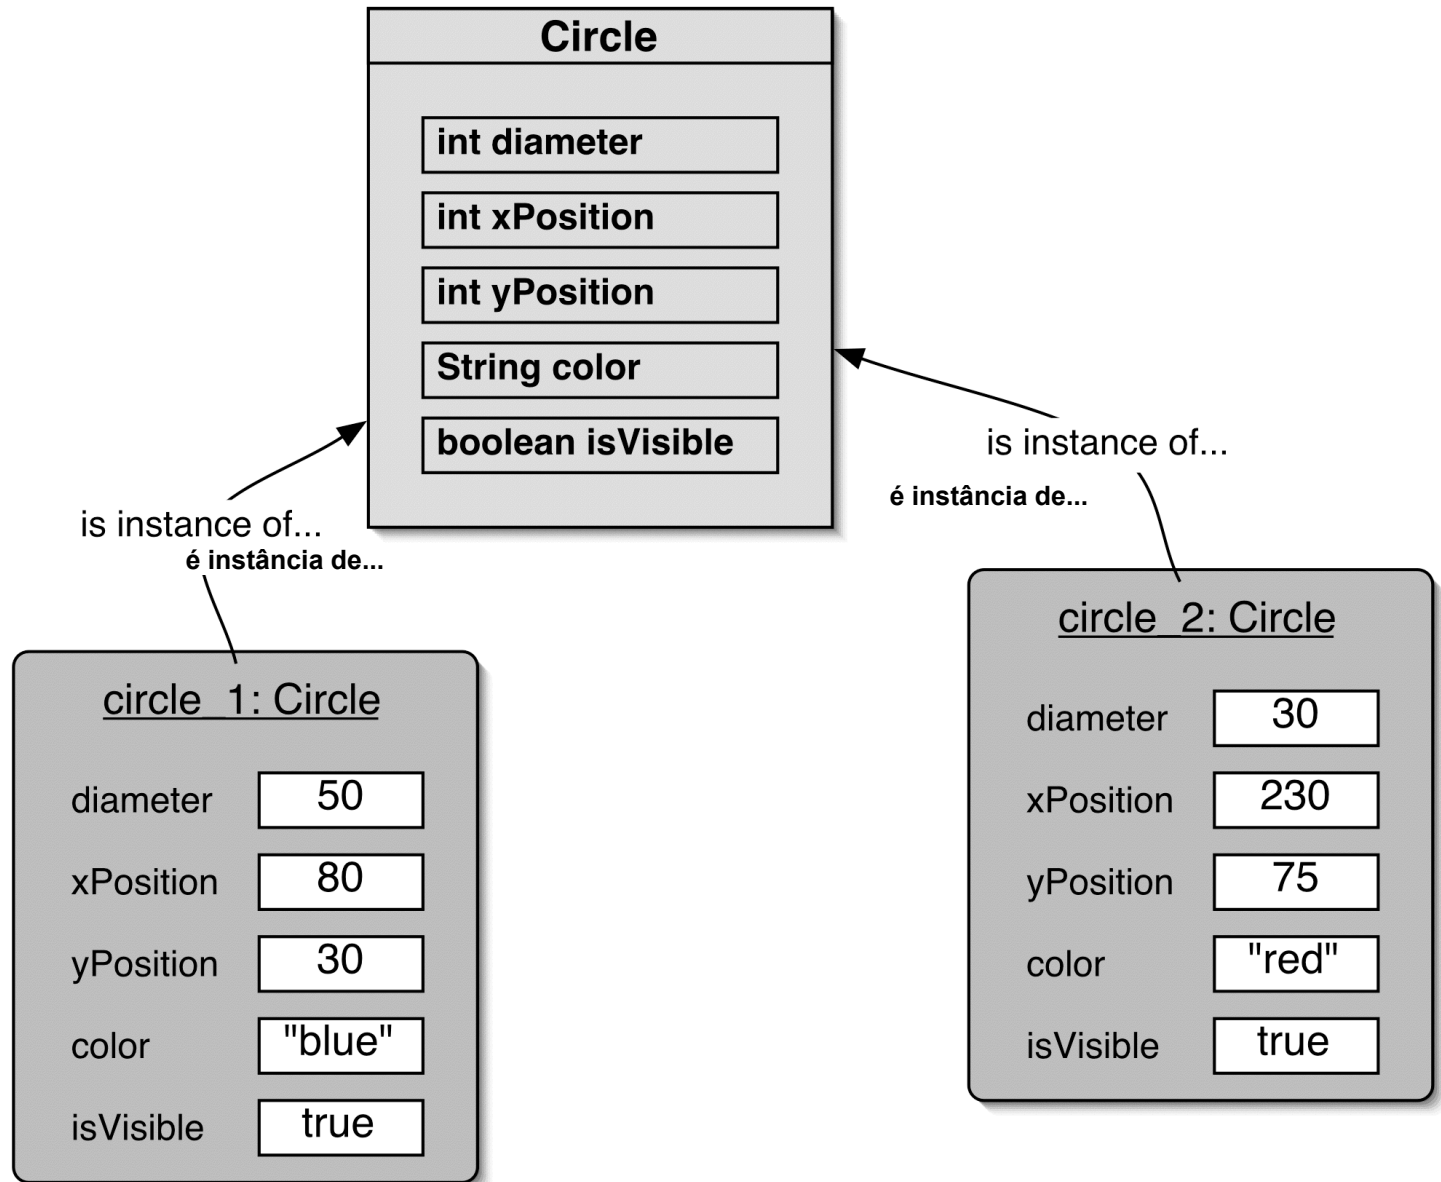 Circle
int diameter
int xPosition
int yPosition
String color
boolean isVisible
is instance of...
é instância de...
is instance of...
é instância de...
circle_1: Circle
diameter 50
xPosition 80
yPosition 30
color "blue"
isVisible true
circle_2: Circle
diameter 30
xPosition 230
yPosition 75
color "red"
isVisible true